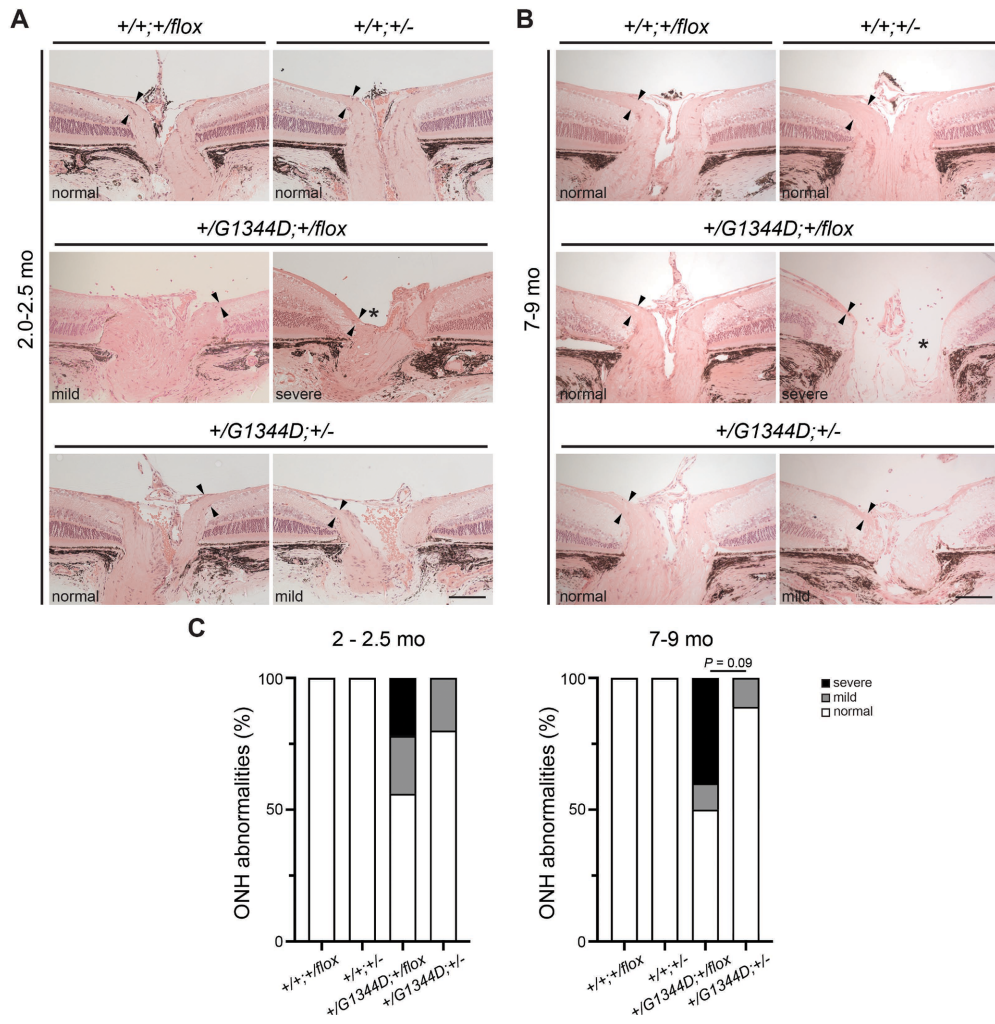 A
+/+;+/flox
+/+;+/-
2.0-2.5 mo
normal
normal
+/G1344D;+/flox
mild
*
severe
+/G1344D;+/-
normal
mild
B
+/+;+/flox
+/+;+/-
7-9 mo
normal
normal
+/G1344D;+/flox
normal
*
severe
+/G1344D;+/-
normal
mild
C
2 - 2.5 mo
ONH abnormalities (%)
100
50
0
+/+;+/flox
+/+;+/-
+/G1344D;+/flox
+/G1344D;+/-
7-9 mo
P = 0.09
ONH abnormalities (%)
100
50
0
+/+;+/flox
+/+;+/-
+/G1344D;+/flox
+/G1344D;+/-
severe
mild
normal